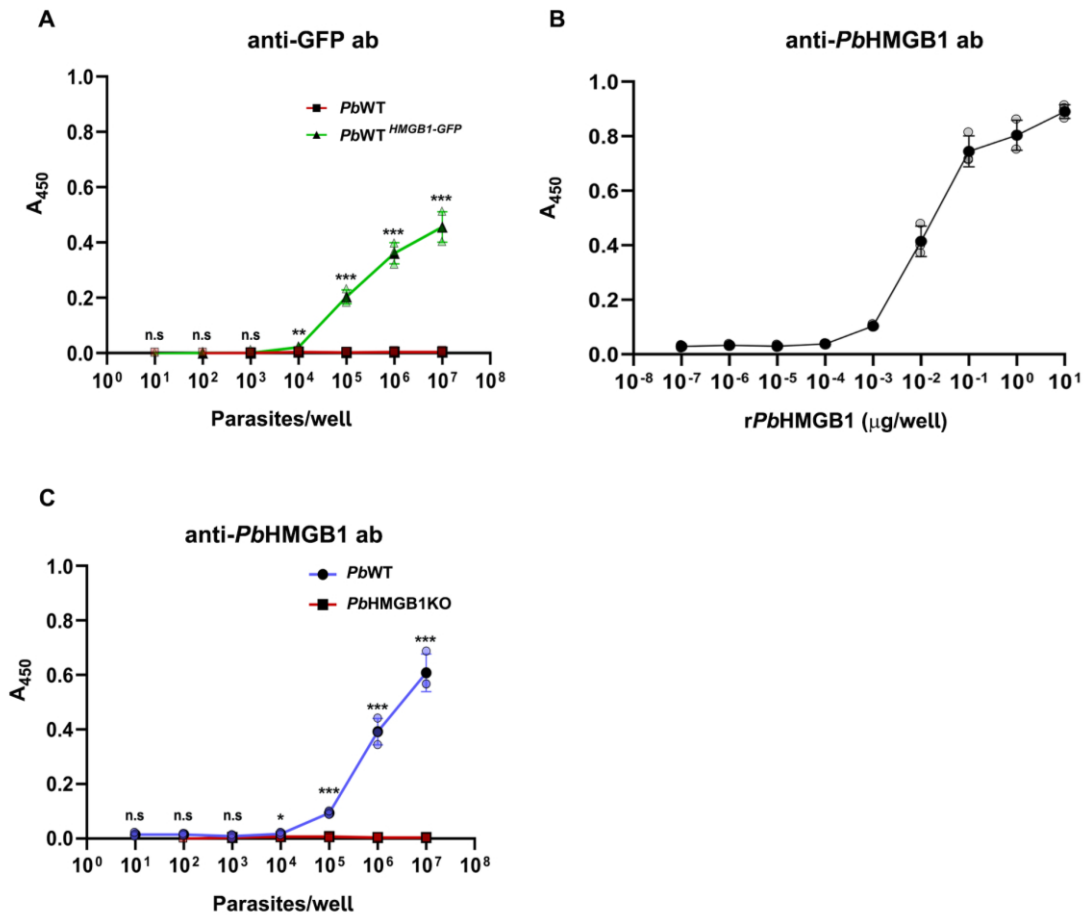 A
anti-GFP ab
1.0
0.8
0.6
0.4
0.2
0.0
A₄₅₀
PbWT
PbWT HMGB1-GFP
n.s n.s n.s ** *** *** ***
10⁰ 10¹ 10² 10³ 10⁴ 10⁵ 10⁶ 10⁷ 10⁸
Parasites/well
B
anti-PbHMGB1 ab
1.0
0.8
0.6
0.4
0.2
0.0
A₄₅₀
10⁻⁸ 10⁻⁷ 10⁻⁶ 10⁻⁵ 10⁻⁴ 10⁻³ 10⁻² 10⁻¹ 10⁰ 10¹
rPbHMGB1 (μg/well)
C
anti-PbHMGB1 ab
1.0
0.8
0.6
0.4
0.2
0.0
A₄₅₀
PbWT
PbHMGB1KO
n.s n.s n.s * *** *** ***
10⁰ 10¹ 10² 10³ 10⁴ 10⁵ 10⁶ 10⁷ 10⁸
Parasites/well